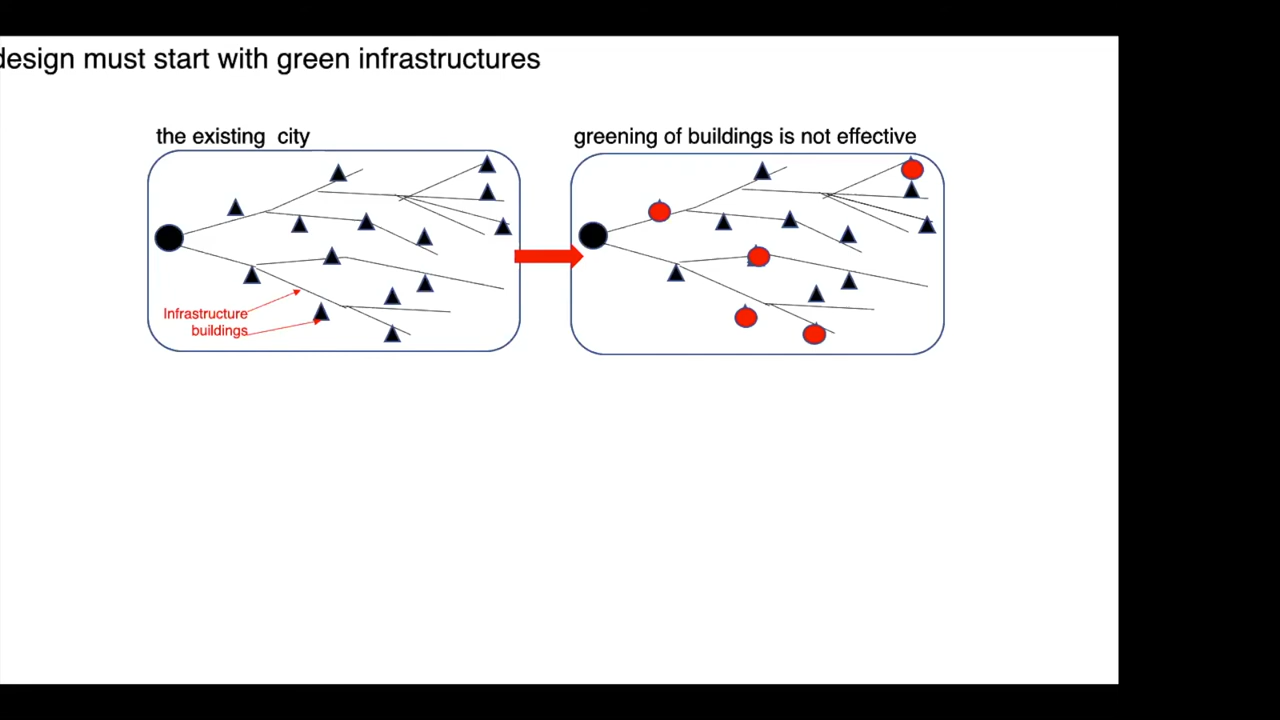 design must start with green infrastructures
the existing city
greening of buildings is not effective
Infrastructure
buildings